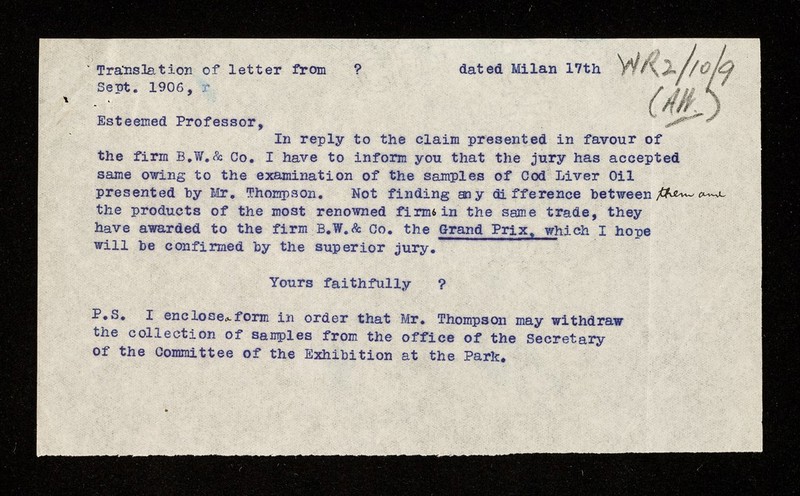 Translation of letter from ? dated Milan 17th WR2/10/9
Sept. 1906, r (AW.)
Esteemed Professor,
In reply to the claim presented in favour of
the firm B.W.& Co. I have to inform you that the jury has accepted
same owing to the examination of the samples of Cod Liver Oil
presented by Mr. Thompson. Not finding any difference between them and
the products of the most renowned firms in the same trade, they
have awarded to the firm B.W.& Co. the Grand Prix, which I hope
will be confirmed by the superior jury.
Yours faithfully ?
P.S. I enclose form in order that Mr. Thompson may withdraw
the collection of samples from the office of the Secretary
of the Committee of the Exhibition at the Park.